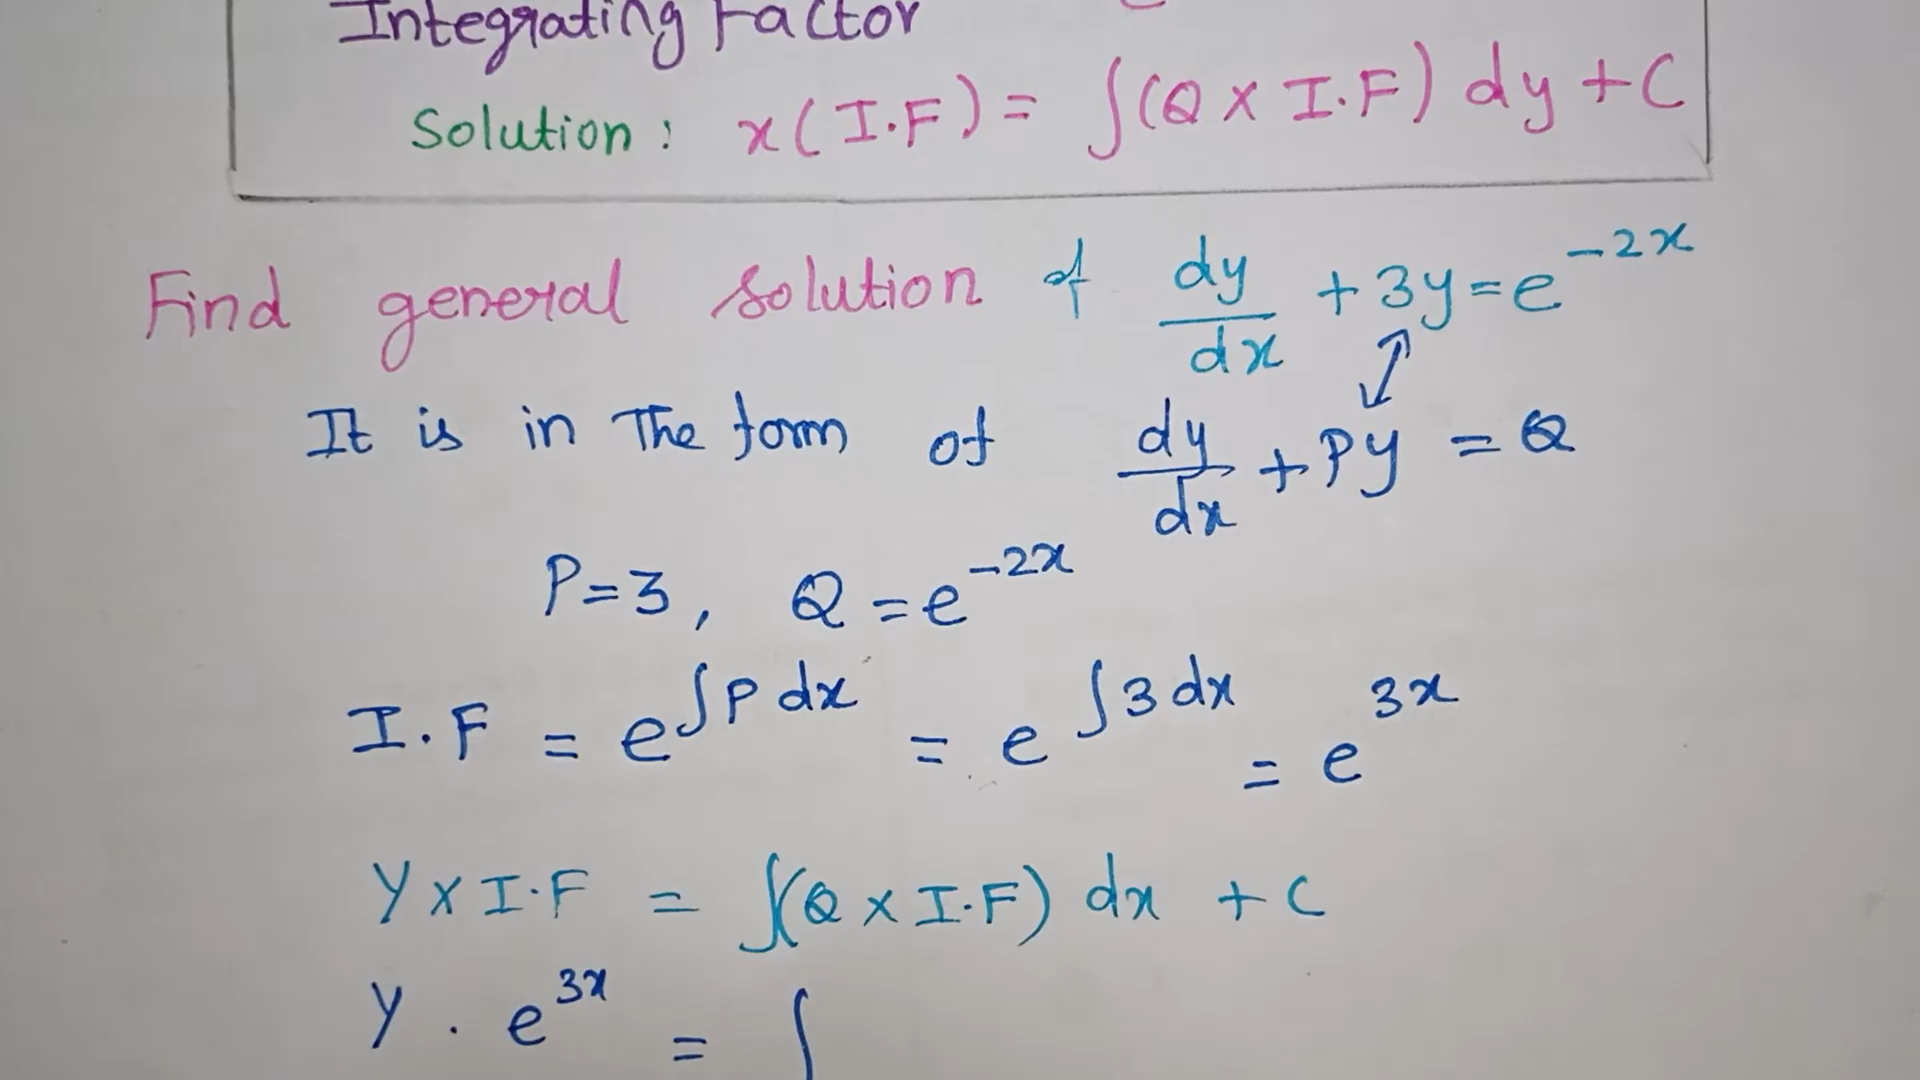 Integrating Factor
Solution: x(I.F) = ∫(Q × I.F) dy + C
Find general solution of dy/dx + 3y = e^{-2x}
It is in The form of dy/dx + Py = Q
P = 3, Q = e^{-2x}
I.F = e^{∫P dx} = e^{∫3 dx} = e^{3x}
y × I.F = ∫(Q × I.F) dx + C
y . e^{3x} = ∫